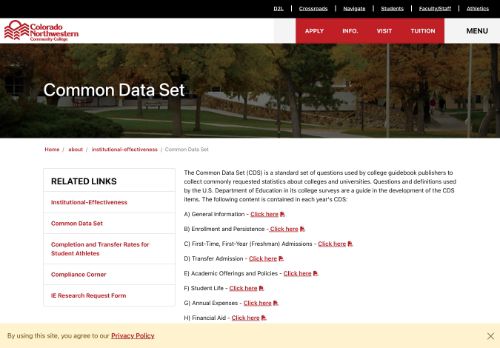 D2L | Crossroads | Navigate | Students | Faculty/Staff | Athletics
Colorado
Northwestern
Community College
APPLY INFO. VISIT TUITION MENU
Common Data Set
Home / about / institutional-effectiveness / Common Data Set
RELATED LINKS
Institutional-Effectiveness
Common Data Set
Completion and Transfer Rates for
Student Athletes
Compliance Corner
IE Research Request Form
The Common Data Set (CDS) is a standard set of questions used by college guidebook publishers to
collect commonly requested statistics about colleges and universities. Questions and definitions used
by the U.S. Department of Education in its college surveys are a guide in the development of the CDS
items. The following content is contained in each year's CDS:
A) General Information - Click here
B) Enrollment and Persistence - Click here
C) First-Time, First-Year (Freshman) Admissions - Click here
D) Transfer Admission - Click here
E) Academic Offerings and Policies - Click here
F) Student Life - Click here
G) Annual Expenses - Click here
H) Financial Aid - Click here
By using this site, you agree to our Privacy Policy